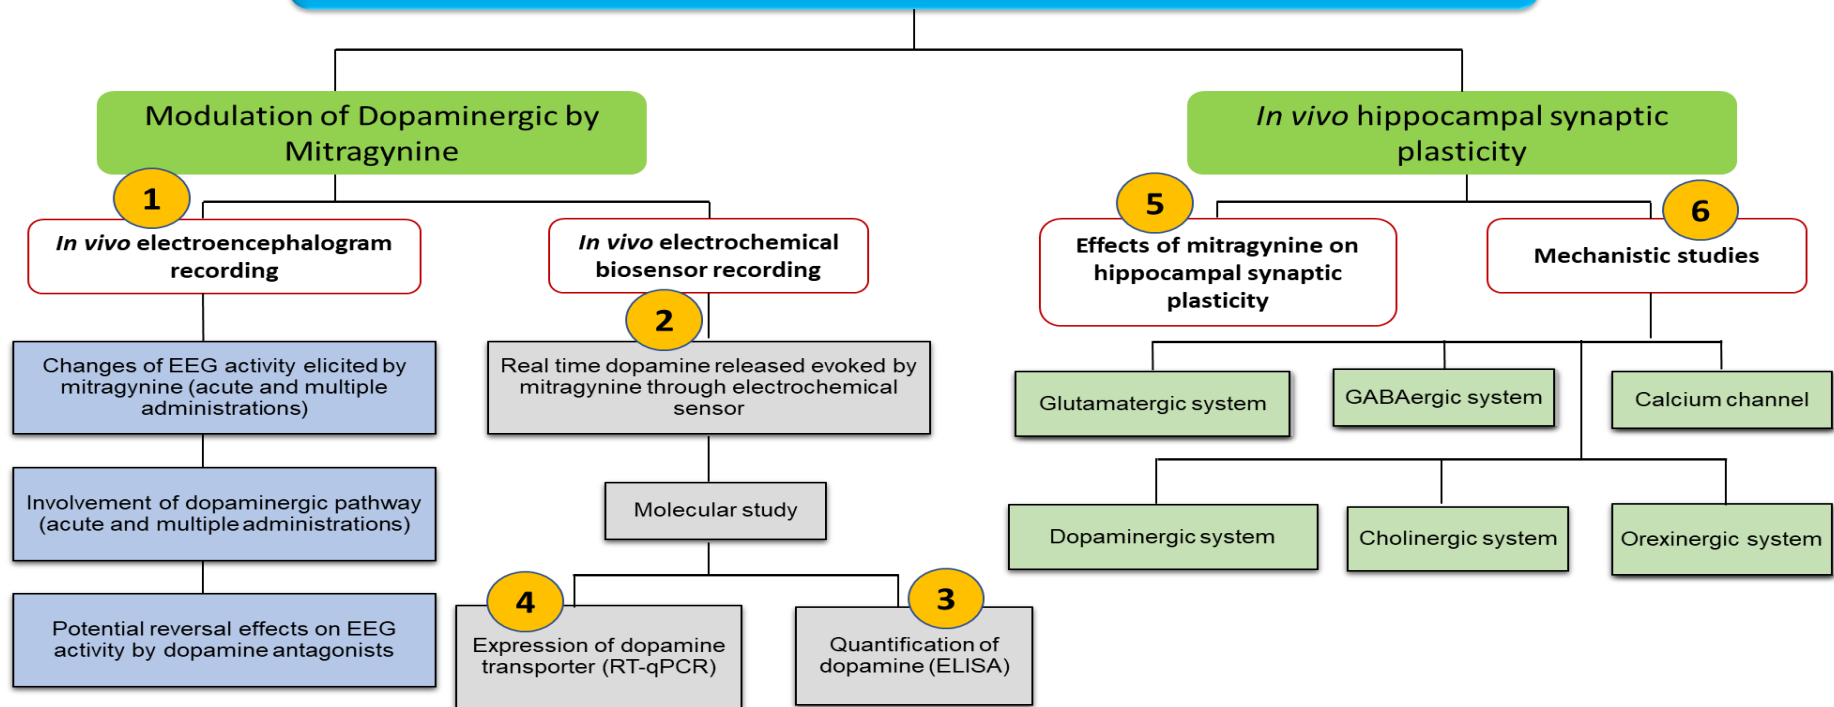 Modulation of Dopaminergic by
Mitragynine
In vivo hippocampal synaptic
plasticity
1
In vivo electroencephalogram
recording
In vivo electrochemical
biosensor recording
5
Effects of mitragynine on
hippocampal synaptic
plasticity
6
Mechanistic studies
Changes of EEG activity elicited by
mitragynine (acute and multiple
administrations)
Involvement of dopaminergic pathway
(acute and multiple administrations)
Potential reversal effects on EEG
activity by dopamine antagonists
2
Real time dopamine released evoked by
mitragynine through electrochemical
sensor
Molecular study
4
Expression of dopamine
transporter (RT-qPCR)
3
Quantification of
dopamine (ELISA)
Glutamatergic system
GABAergic system
Calcium channel
Dopaminergic system
Cholinergic system
Orexinergic system